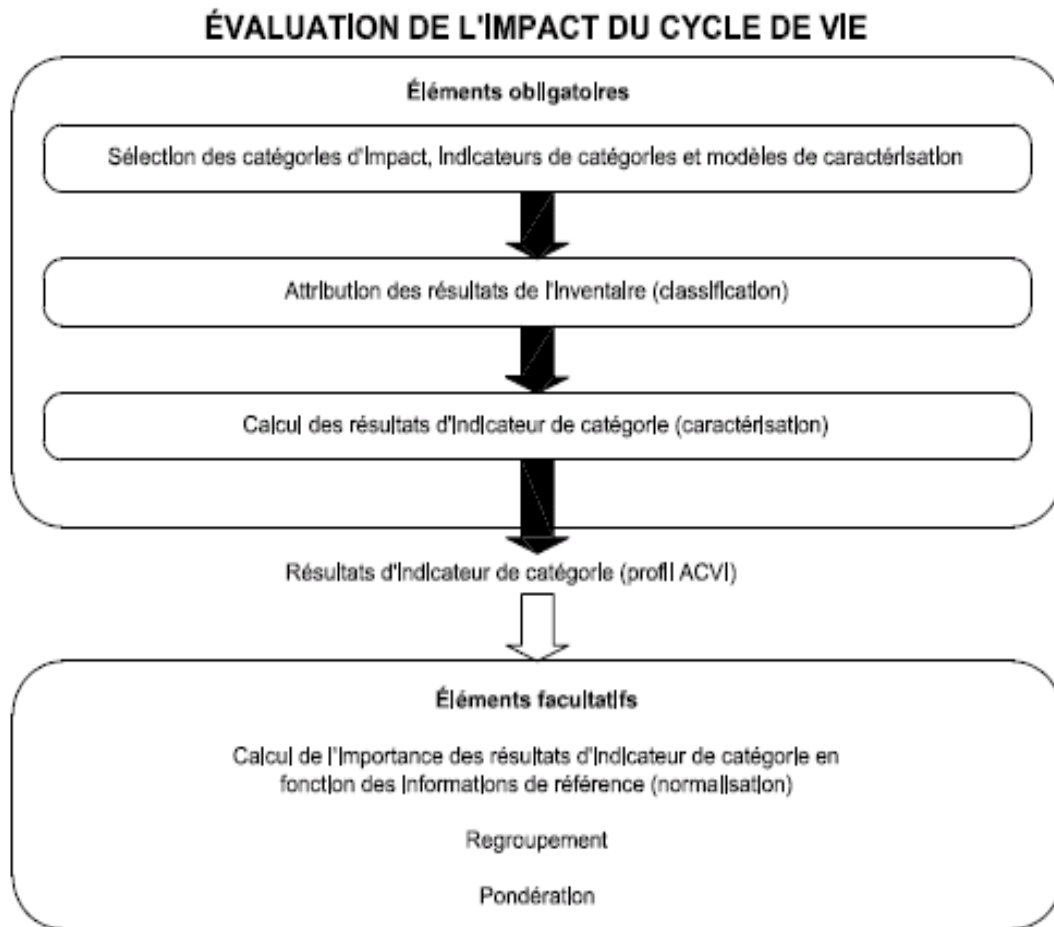 ÉVALUATION DE L'IMPACT DU CYCLE DE VIE
Éléments obligatoires
Sélection des catégories d'impact, indicateurs de catégories et modèles de caractérisation
Attribution des résultats de l'inventaire (classification)
Calcul des résultats d'indicateur de catégorie (caractérisation)
Résultats d'indicateur de catégorie (profil ACVI)
Éléments facultatifs
Calcul de l'importance des résultats d'indicateur de catégorie en
fonction des informations de référence (normalisation)
Regroupement
Pondération